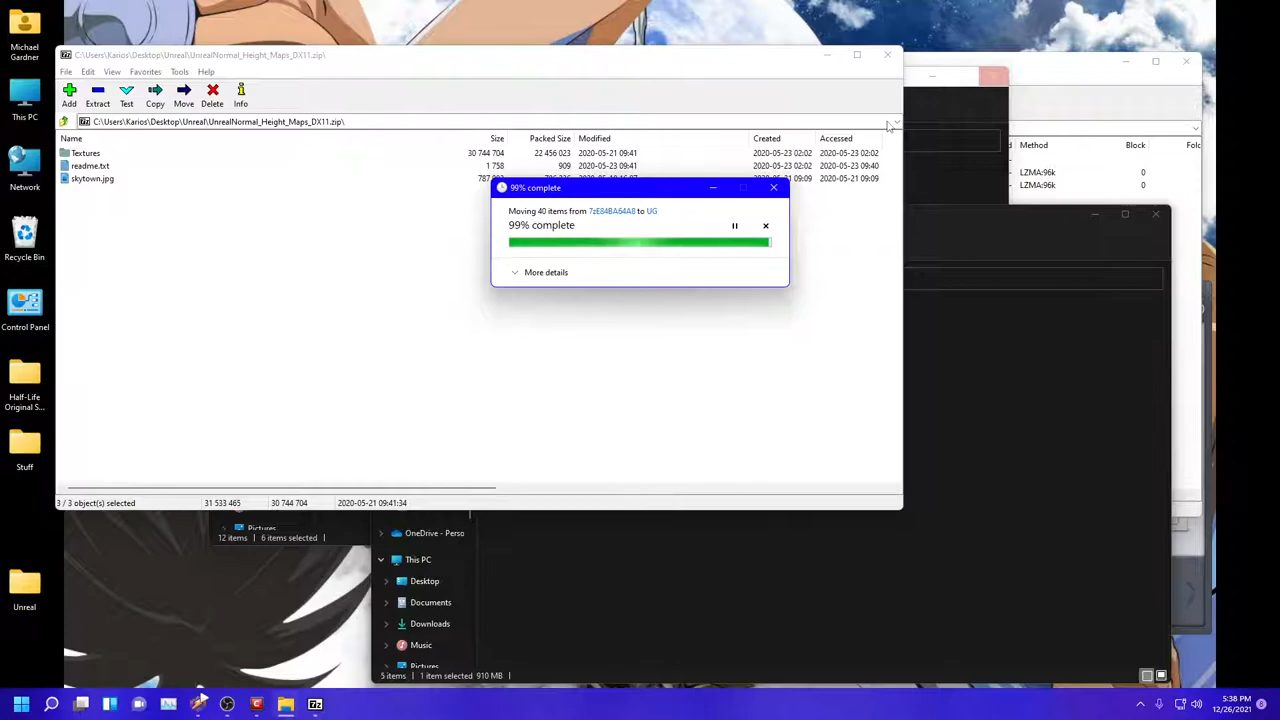 Michael
Gardner
This PC
Network
Recycle Bin
Control Panel
Half-Life
Original S...
Stuff
Unreal
C:\Users\Karios\Desktop\Unreal\UnrealNormal_Height_Maps_DX11.zip\
File Edit View Favorites Tools Help
Add Extract Test Copy Move Delete Info
C:\Users\Karios\Desktop\Unreal\UnrealNormal_Height_Maps_DX11.zip\
Name Size Packed Size Modified Created Accessed
Textures 30 744 704 22 456 023 2020-05-21 09:41 2020-05-23 02:02 2020-05-23 02:02
readme.txt 1 758 909 2020-05-23 09:41 2020-05-23 02:02 2020-05-23 09:40
skytown.jpg 2020-05-21 09:09 2020-05-21 09:09
99% complete
Moving 40 items from 7zE84BA64A8 to UG
99% complete
More details
3 / 3 object(s) selected 31 533 465 30 744 704 2020-05-21 09:41:34
Method Block Fold
LZMA:96k 0
LZMA:96k 0
Pictures
12 items 6 items selected
OneDrive - Perso
This PC
Desktop
Documents
Downloads
Music
Pictures
5 items 1 item selected 910 MB
5:38 PM
12/26/2021